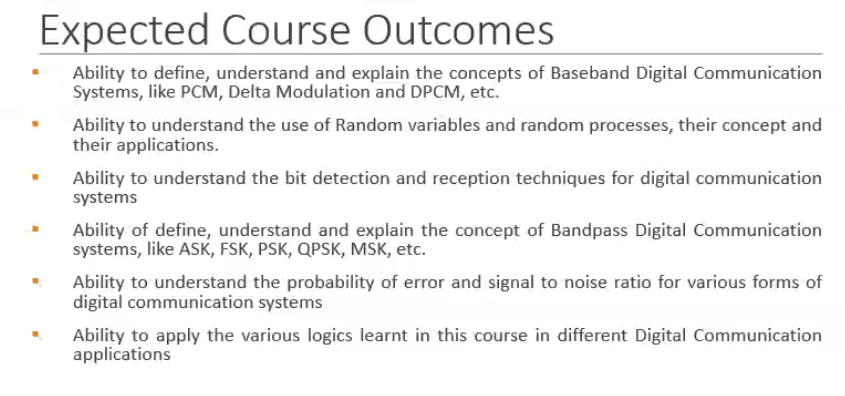 Expected Course Outcomes
Ability to define, understand and explain the concepts of Baseband Digital Communication
Systems, like PCM, Delta Modulation and DPCM, etc.
Ability to understand the use of Random variables and random processes, their concept and
their applications.
Ability to understand the bit detection and reception techniques for digital communication
systems
Ability of define, understand and explain the concept of Bandpass Digital Communication
systems, like ASK, FSK, PSK, QPSK, MSK, etc.
Ability to understand the probability of error and signal to noise ratio for various forms of
digital communication systems
Ability to apply the various logics learnt in this course in different Digital Communication
applications